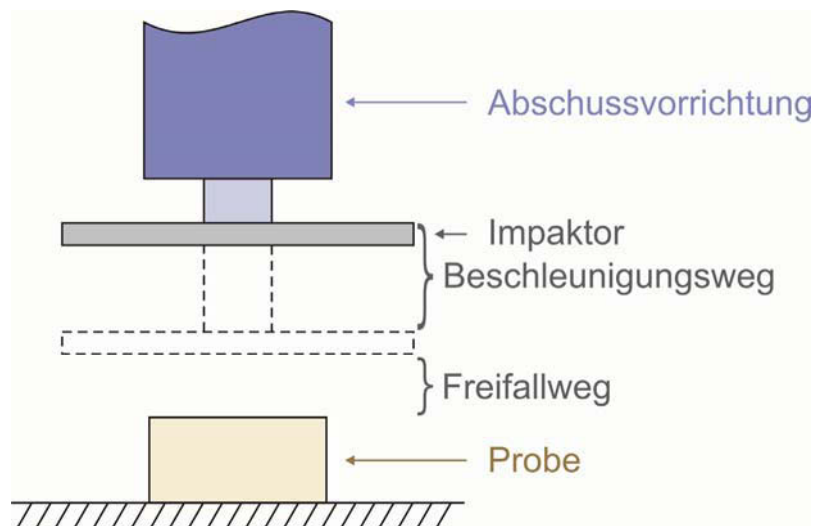 Abschussvorrichtung
Impaktor
Beschleunigungsweg
Freifallweg
Probe